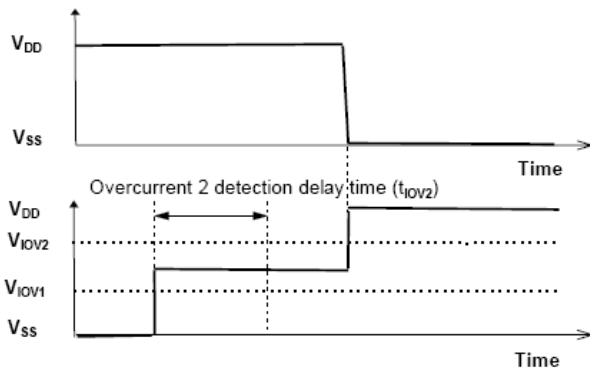 VDD
VSS
Time
Overcurrent 2 detection delay time (tIOV2)
VDD
VIOV2
VIOV1
VSS
Time